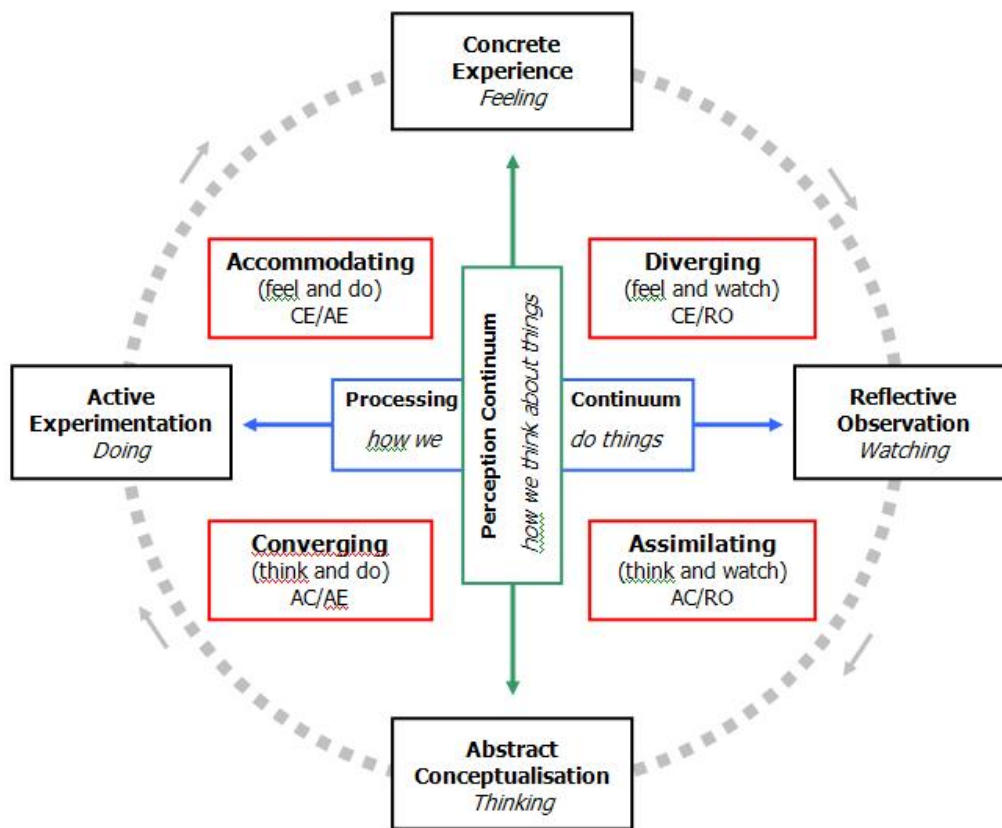 Concrete
Experience
Feeling
Accommodating
(feel and do)
CE/AE
Diverging
(feel and watch)
CE/RO
Active
Experimentation
Doing
Processing
how we
Perception Continuum
how we think about things
Continuum
do things
Reflective
Observation
Watching
Converging
(think and do)
AC/AE
Assimilating
(think and watch)
AC/RO
Abstract
Conceptualisation
Thinking